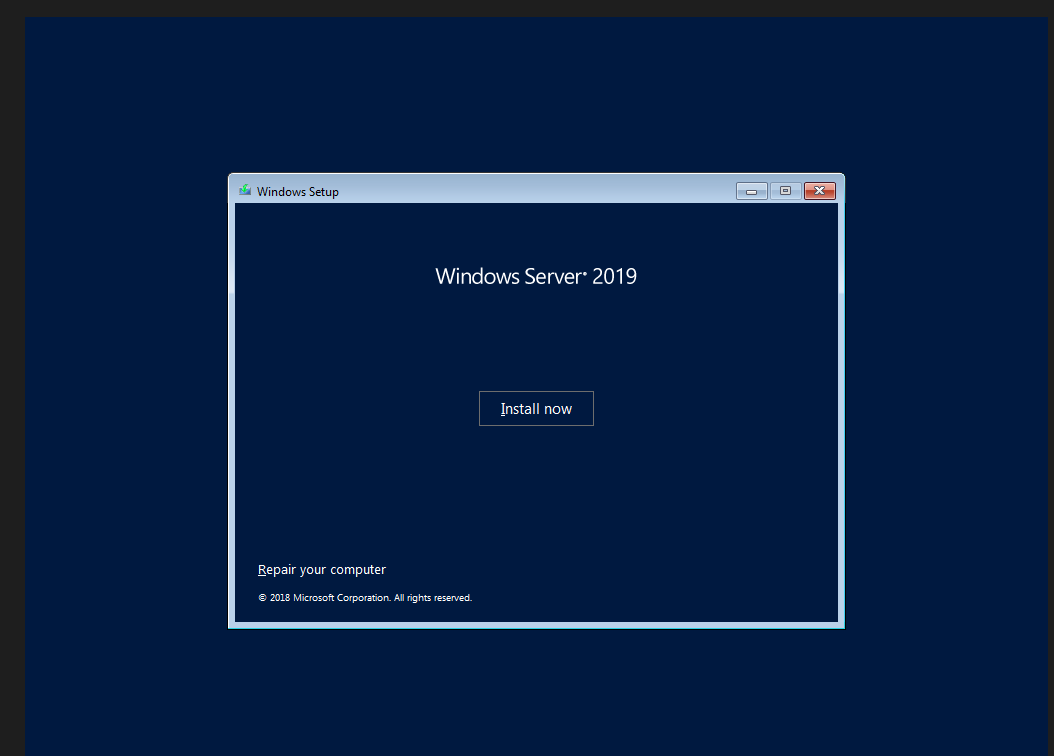 Windows Setup
Windows Server® 2019
Install now
Repair your computer
© 2018 Microsoft Corporation. All rights reserved.